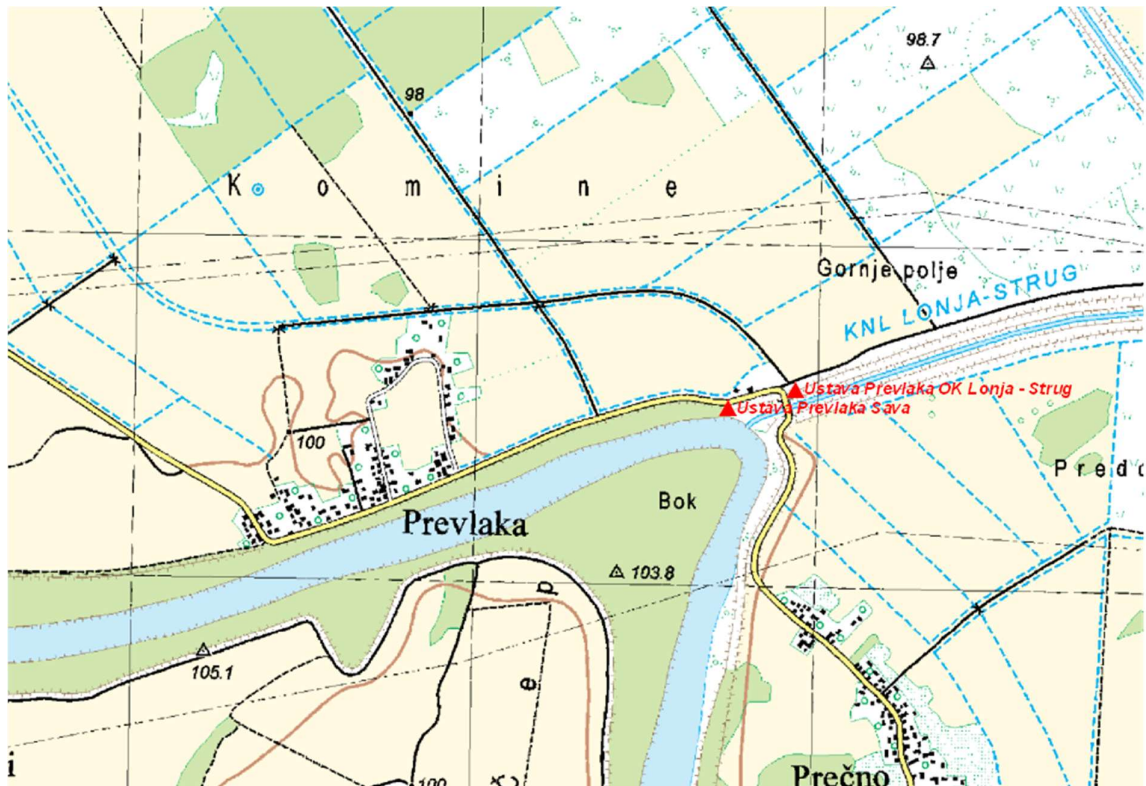 98.7
98
K o m i n e
Gornje polje
KNL LONJA-STRUG
Ustava Prevlaka OK Lonja - Strug
Ustava Prevlaka Sava
100
Bok
Prevlaka
103.8
105.1
Prečno
100